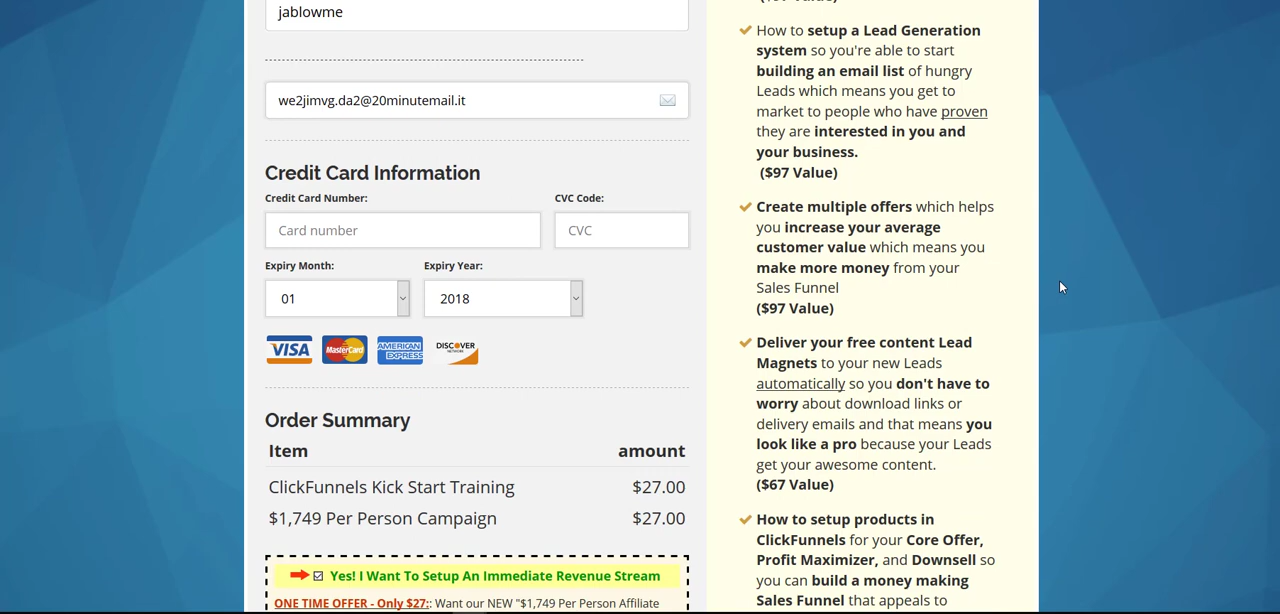 jablowme
we2jimvg.da2@20minutemail.it
Credit Card Information
Credit Card Number:
CVC Code:
Card number
CVC
Expiry Month:
Expiry Year:
01
2018
VISA
MasterCard
AMERICAN EXPRESS
DISCOVER
NETWORK
Order Summary
Item amount
ClickFunnels Kick Start Training $27.00
$1,749 Per Person Campaign $27.00
Yes! I Want To Setup An Immediate Revenue Stream
ONE TIME OFFER - Only $27:: Want our NEW "$1,749 Per Person Affiliate
How to setup a Lead Generation
system so you're able to start
building an email list of hungry
Leads which means you get to
market to people who have proven
they are interested in you and
your business.
($97 Value)
Create multiple offers which helps
you increase your average
customer value which means you
make more money from your
Sales Funnel
($97 Value)
Deliver your free content Lead
Magnets to your new Leads
automatically so you don't have to
worry about download links or
delivery emails and that means you
look like a pro because your Leads
get your awesome content.
($67 Value)
How to setup products in
ClickFunnels for your Core Offer,
Profit Maximizer, and Downsell so
you can build a money making
Sales Funnel that appeals to